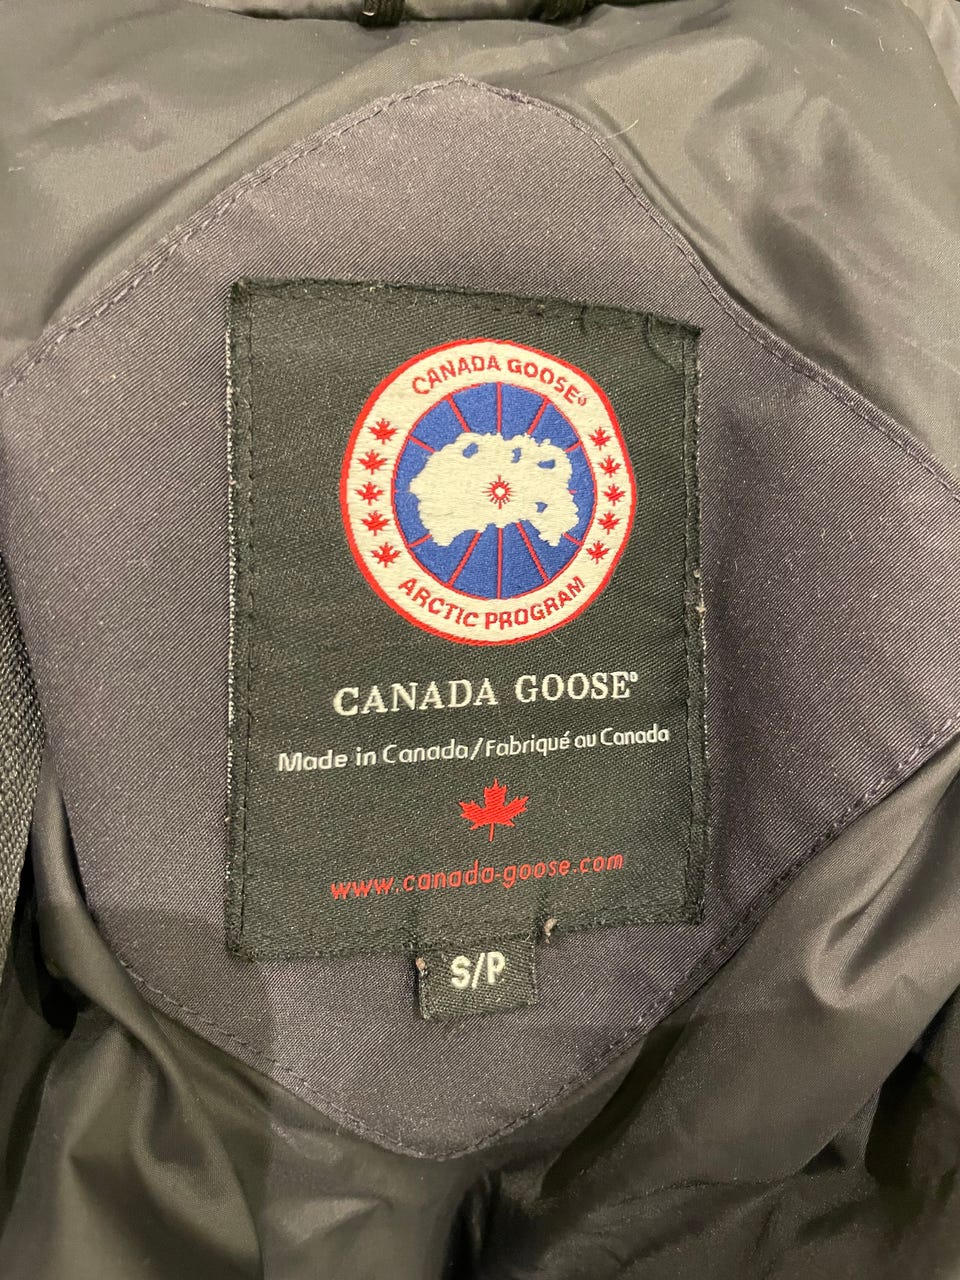 CANADA GOOSE®
ARCTIC PROGRAM
CANADA GOOSE®
Made in Canada/Fabriqué au Canada
www.canada-goose.com
S/P